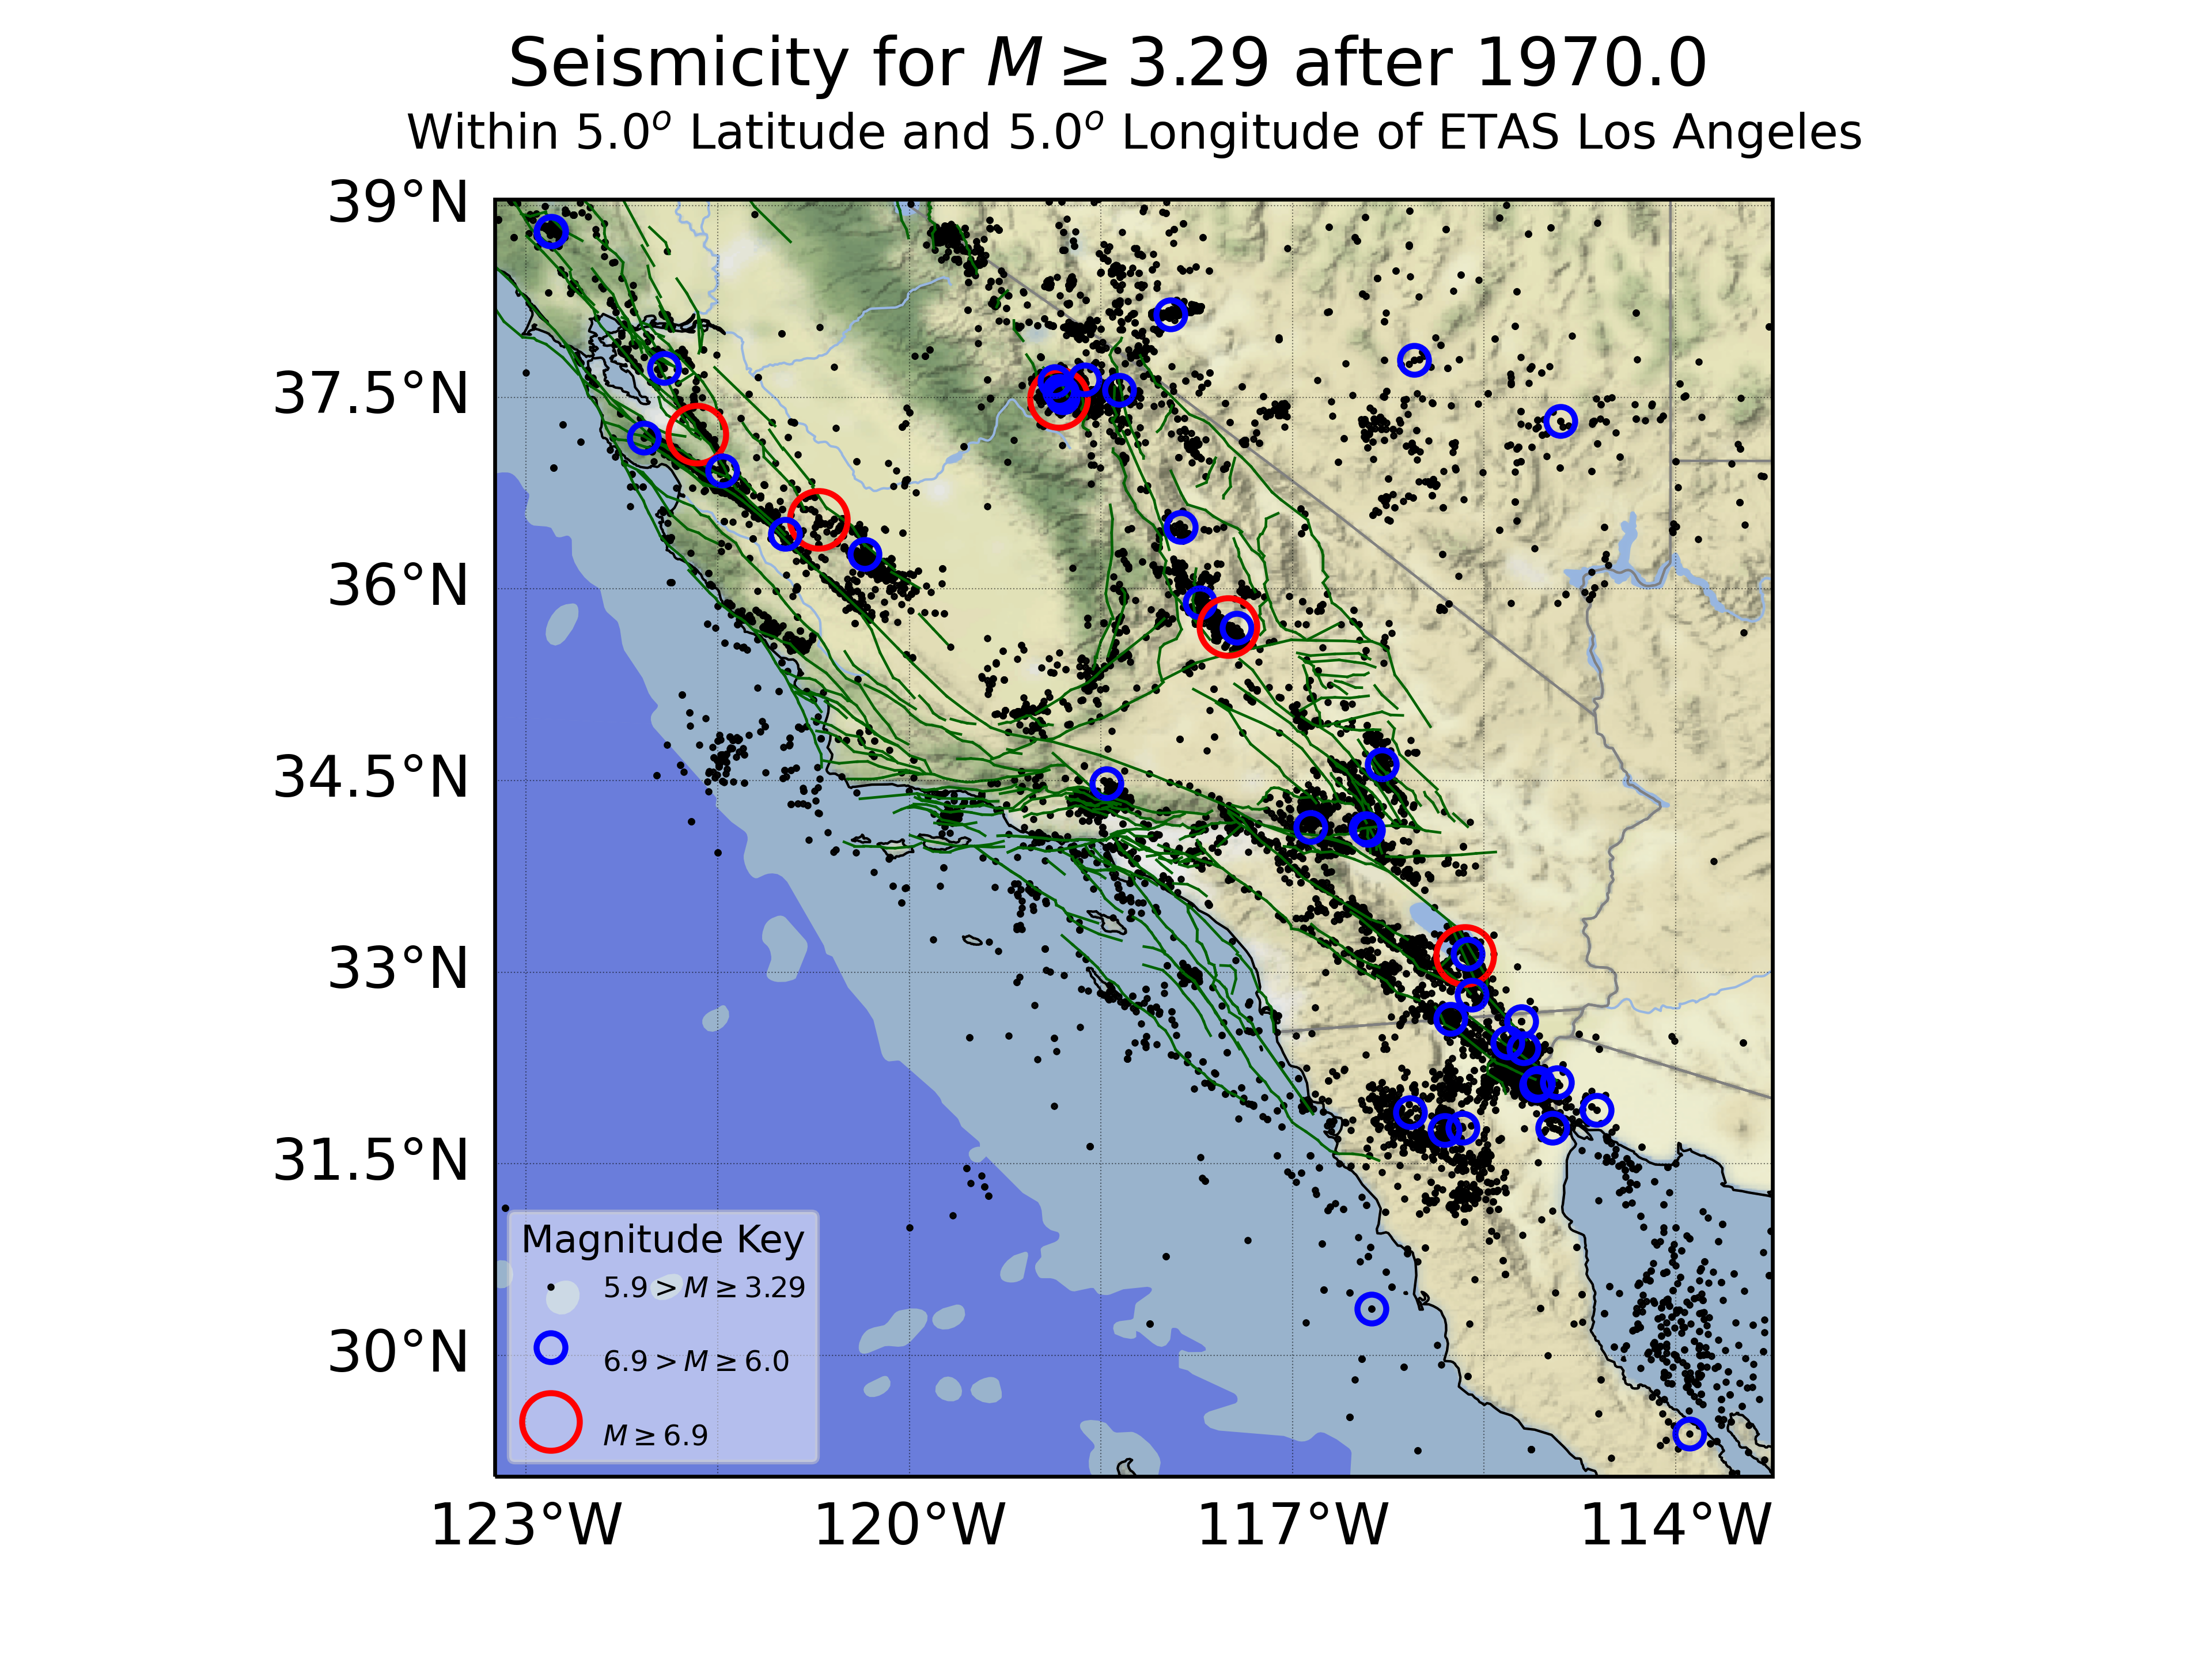 Seismicity for M ≥ 3.29 after 1970.0
Within 5.0° Latitude and 5.0° Longitude of ETAS Los Angeles
39°N
37.5°N
36°N
34.5°N
33°N
31.5°N
30°N
Magnitude Key
5.9 > M ≥ 3.29
6.9 > M ≥ 6.0
M ≥ 6.9
123°W 120°W 117°W 114°W